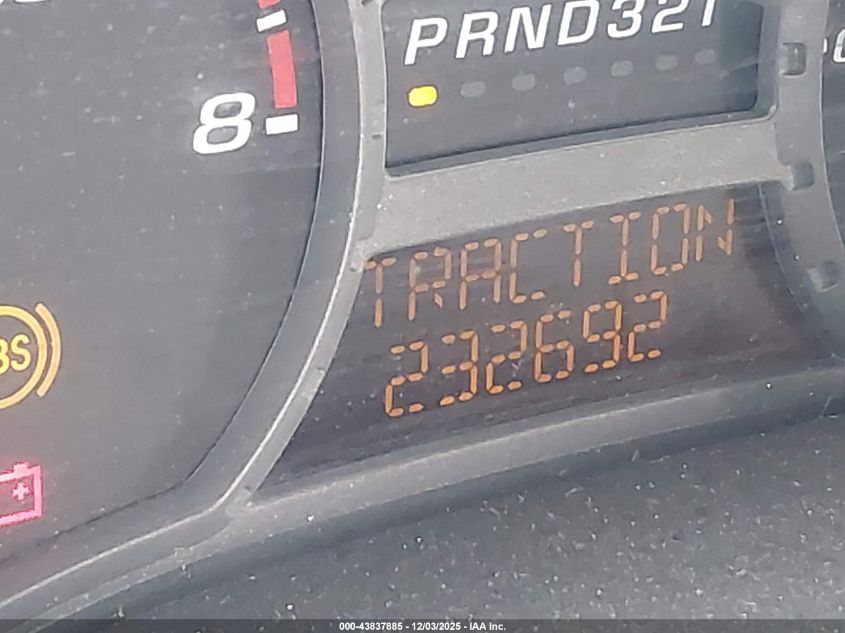 PRND321
8
TRACTION
232692
BS
000-43837885 - 12/03/2025 - IAA Inc.